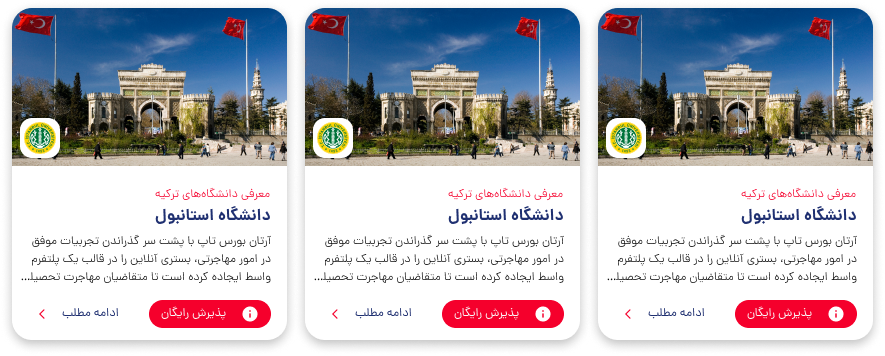 معرفی دانشگاه‌های ترکیه
دانشگاه استانبول
آرتان بورس تاپ با پشت سر گذراندن تجربیات موفق
در امور مهاجرتی، بستری آنلاین را در قالب یک پلتفرم
واسط ایجاده کرده است تا متقاضیان مهاجرت تحصیلا...
پذیرش رایگان
ادامه مطلب
معرفی دانشگاه‌های ترکیه
دانشگاه استانبول
آرتان بورس تاپ با پشت سر گذراندن تجربیات موفق
در امور مهاجرتی، بستری آنلاین را در قالب یک پلتفرم
واسط ایجاده کرده است تا متقاضیان مهاجرت تحصیلا...
پذیرش رایگان
ادامه مطلب
معرفی دانشگاه‌های ترکیه
دانشگاه استانبول
آرتان بورس تاپ با پشت سر گذراندن تجربیات موفق
در امور مهاجرتی، بستری آنلاین را در قالب یک پلتفرم
واسط ایجاده کرده است تا متقاضیان مهاجرت تحصیلا...
پذیرش رایگان
ادامه مطلب